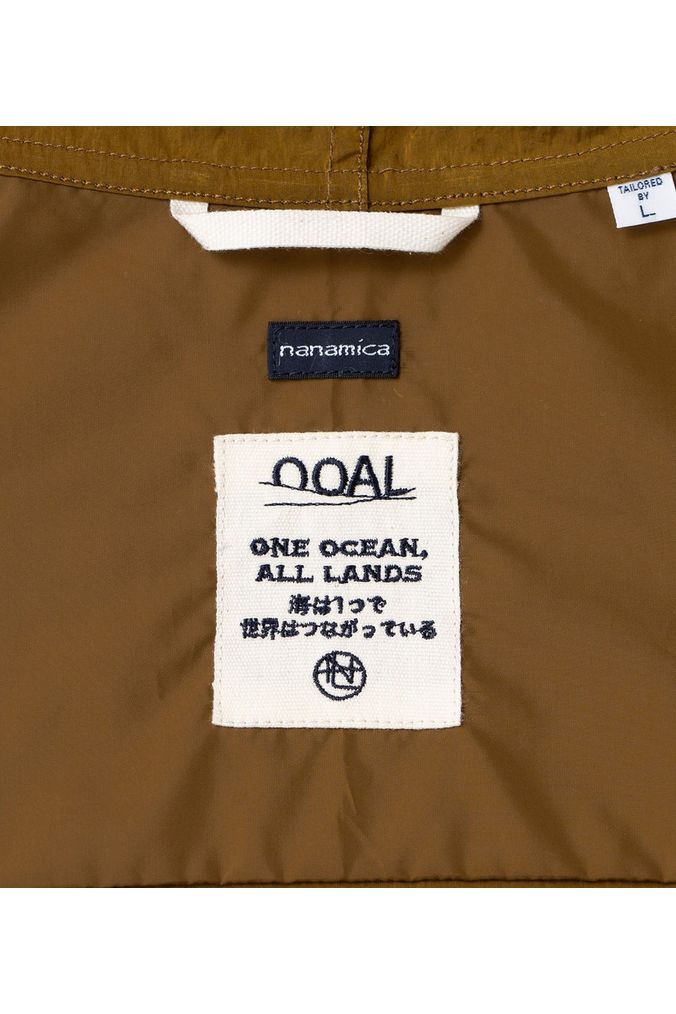 TAILORED
BY
L
nanamica
OOAL
ONE OCEAN,
ALL LANDS
海は1つで
世界はつながっている